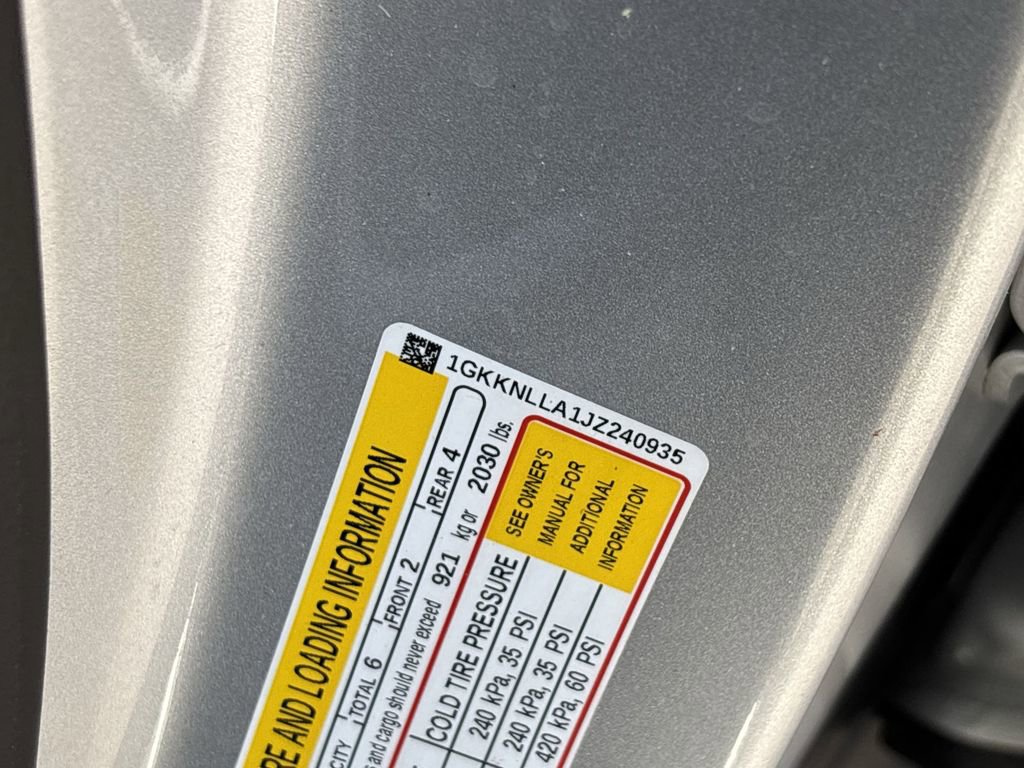 1GKKNLLA1JZ240935
RE AND LOADING INFORMATION
CITY TOTAL 6 FRONT 2 REAR 4
and cargo should never exceed 921 kg or 2030 lbs.
COLD TIRE PRESSURE
240 kPa, 35 PSI
240 kPa, 35 PSI
420 kPa, 60 PSI
SEE OWNER'S
MANUAL FOR
ADDITIONAL
INFORMATION